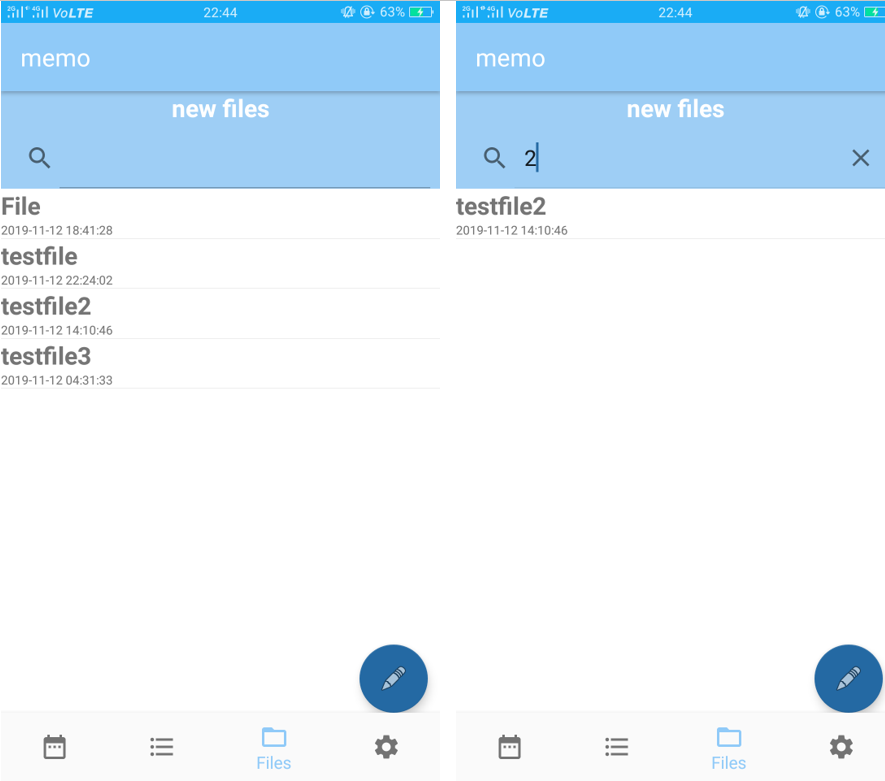 2G 4G 4G VoLTE 22:44 63%
memo
new files
File
2019-11-12 18:41:28
testfile
2019-11-12 22:24:02
testfile2
2019-11-12 14:10:46
testfile3
2019-11-12 04:31:33
Files
2G 4G 4G VoLTE 22:44 63%
memo
new files
2
testfile2
2019-11-12 14:10:46
Files